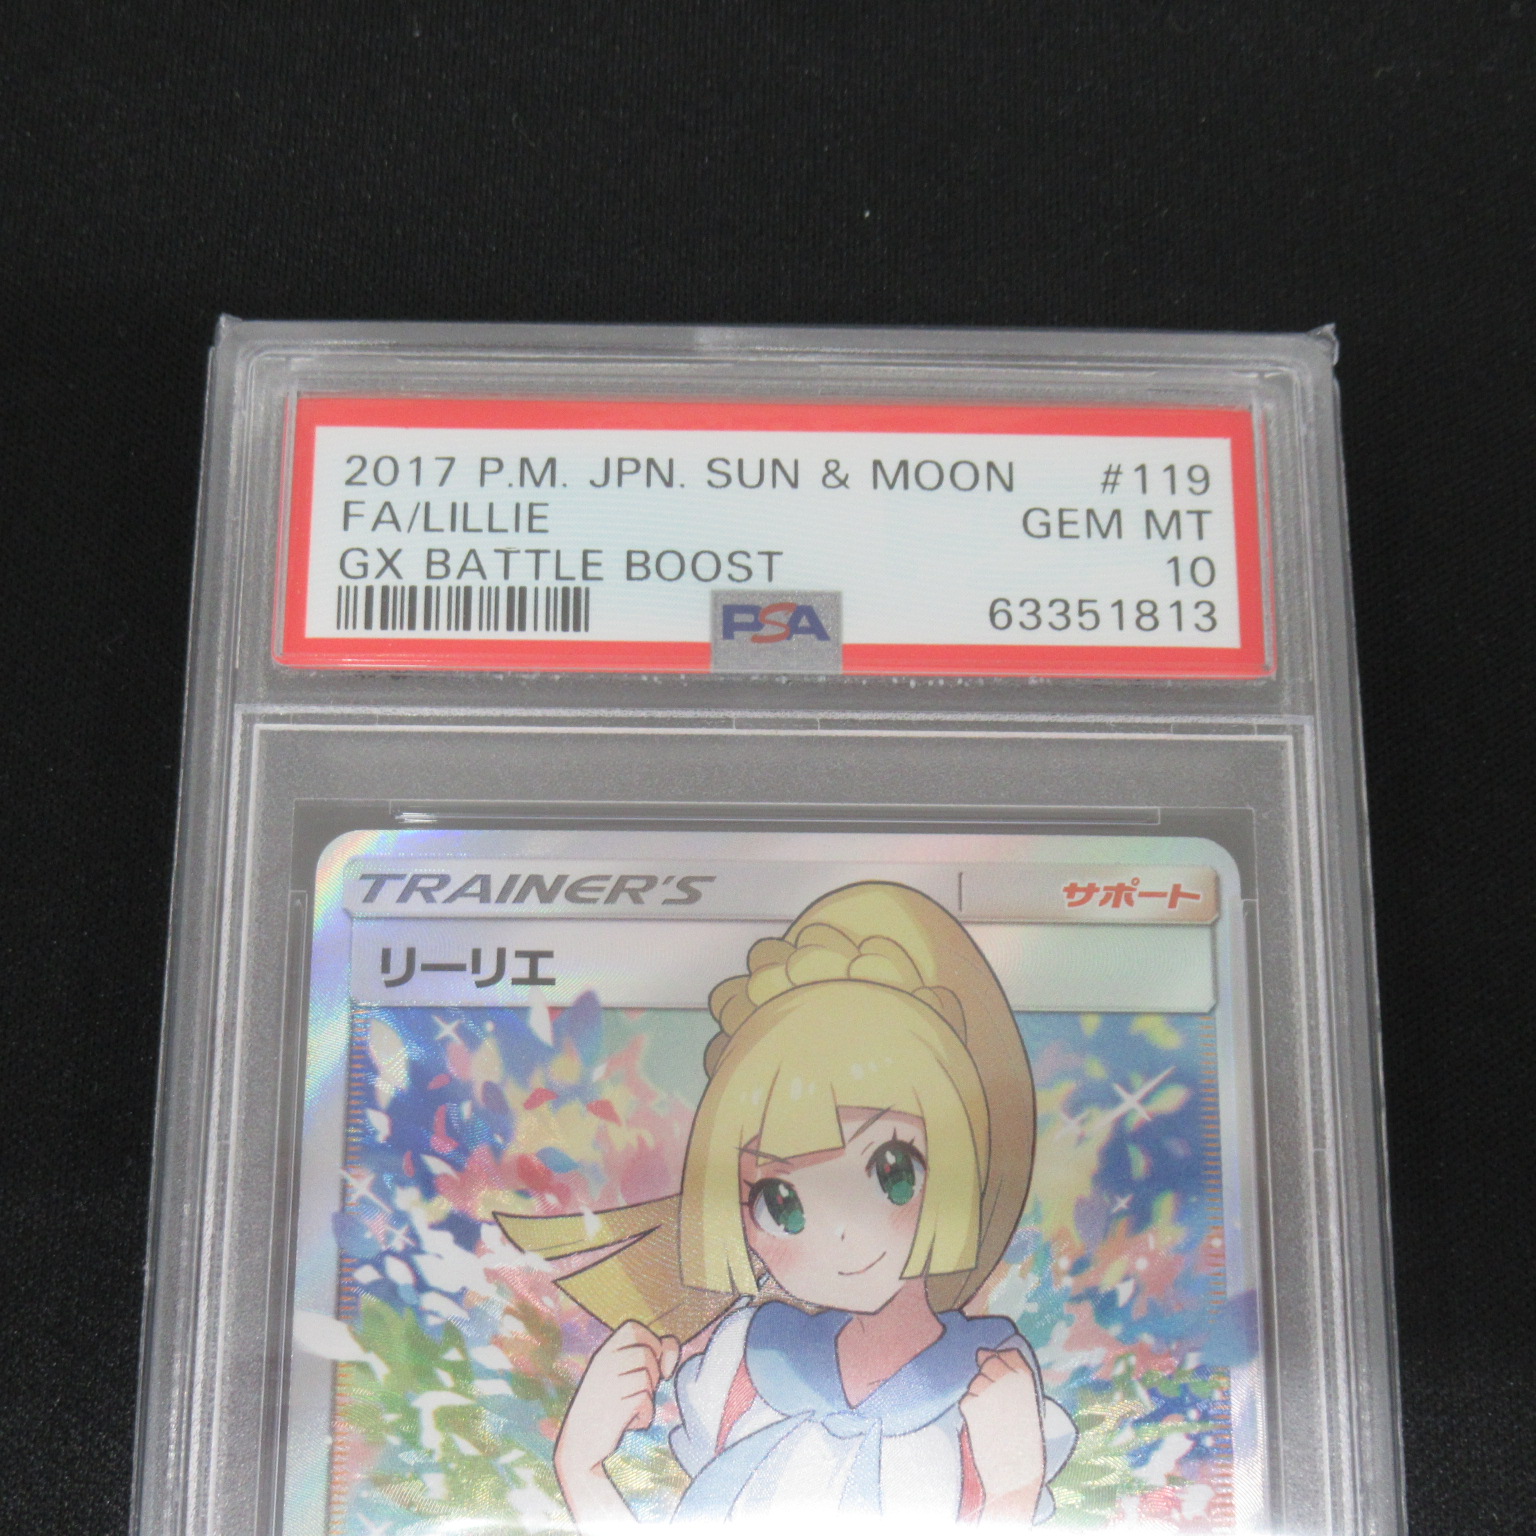 2017 P.M. JPN. SUN & MOON #119
FA/LILLIE GEM MT
GX BATTLE BOOST 10
PSA 63351813
TRAINER'S サポート
リーリエ